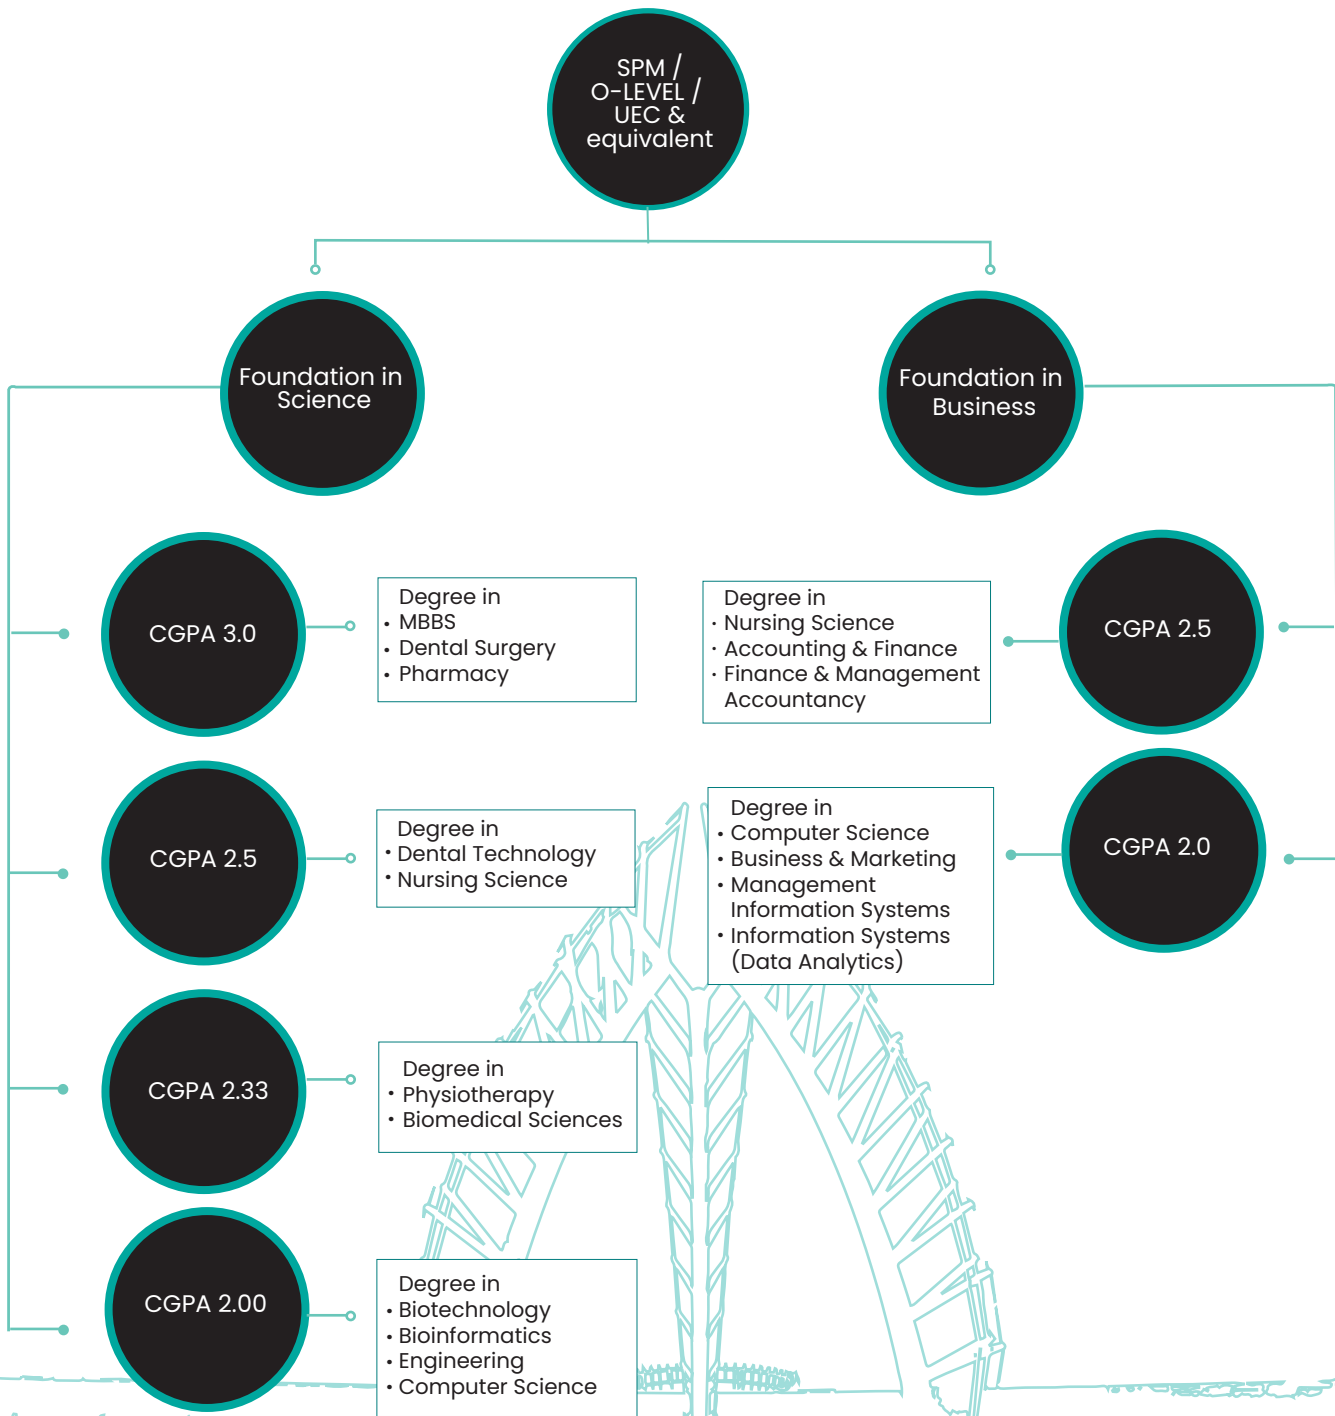 SPM /
O-LEVEL /
UEC &
equivalent
Foundation in
Science
Foundation in
Business
CGPA 3.0
Degree in
• MBBS
• Dental Surgery
• Pharmacy
CGPA 2.5
Degree in
• Dental Technology
• Nursing Science
CGPA 2.33
Degree in
• Physiotherapy
• Biomedical Sciences
CGPA 2.00
Degree in
• Biotechnology
• Bioinformatics
• Engineering
• Computer Science
Degree in
· Nursing Science
· Accounting & Finance
· Finance & Management
Accountancy
CGPA 2.5
Degree in
• Computer Science
• Business & Marketing
• Management
Information Systems
• Information Systems
(Data Analytics)
CGPA 2.0